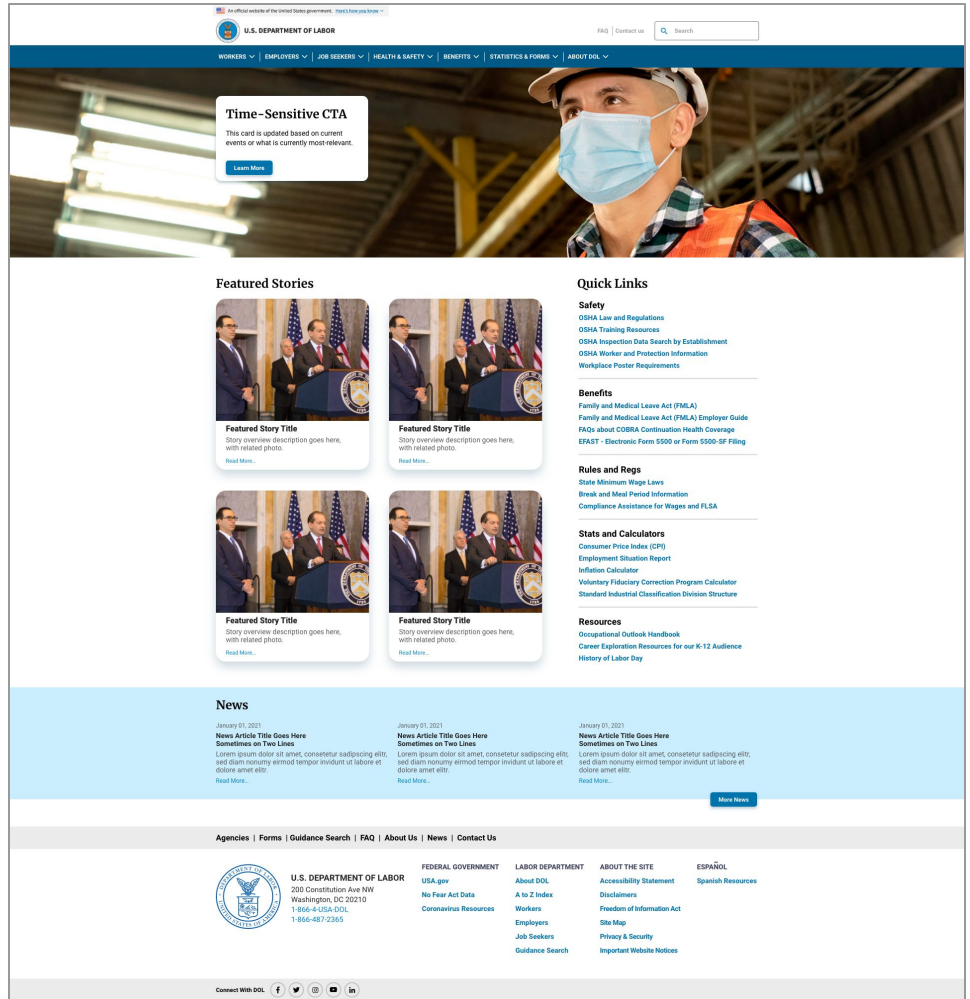 An official website of the United States government. Here's how you know
U.S. DEPARTMENT OF LABOR
FAQ | Contact us
Search
WORKERS | EMPLOYERS | JOB SEEKERS | HEALTH & SAFETY | BENEFITS | STATISTICS & FORMS | ABOUT DOL
Time-Sensitive CTA
This card is updated based on current
events or what is currently most-relevant.
Learn More
Featured Stories
Featured Story Title
Story overview description goes here,
with related photo.
Read More...
Featured Story Title
Story overview description goes here,
with related photo.
Read More...
Featured Story Title
Story overview description goes here,
with related photo.
Read More...
Featured Story Title
Story overview description goes here,
with related photo.
Read More...
Quick Links
Safety
OSHA Law and Regulations
OSHA Training Resources
OSHA Inspection Data Search by Establishment
OSHA Worker and Protection Information
Workplace Poster Requirements
Benefits
Family and Medical Leave Act (FMLA)
Family and Medical Leave Act (FMLA) Employer Guide
FAQs about COBRA Continuation Health Coverage
EFAST - Electronic Form 5500 or Form 5500-SF Filing
Rules and Regs
State Minimum Wage Laws
Break and Meal Period Information
Compliance Assistance for Wages and FLSA
Stats and Calculators
Consumer Price Index (CPI)
Employment Situation Report
Inflation Calculator
Voluntary Fiduciary Correction Program Calculator
Standard Industrial Classification Division Structure
Resources
Occupational Outlook Handbook
Career Exploration Resources for our K-12 Audience
History of Labor Day
News
January 01, 2021
News Article Title Goes Here
Sometimes on Two Lines
Lorem ipsum dolor sit amet, consetetur sadipscing elitr,
sed diam nonumy eirmod tempor invidunt ut labore et
dolore amet elitr.
Read More...
January 01, 2021
News Article Title Goes Here
Sometimes on Two Lines
Lorem ipsum dolor sit amet, consetetur sadipscing elitr,
sed diam nonumy eirmod tempor invidunt ut labore et
dolore amet elitr.
Read More...
January 01, 2021
News Article Title Goes Here
Sometimes on Two Lines
Lorem ipsum dolor sit amet, consetetur sadipscing elitr,
sed diam nonumy eirmod tempor invidunt ut labore et
dolore amet elitr.
Read More...
More News
Agencies | Forms | Guidance Search | FAQ | About Us | News | Contact Us
DEPARTMENT OF LABOR
UNITED STATES OF AMERICA
U.S. DEPARTMENT OF LABOR
200 Constitution Ave NW
Washington, DC 20210
1-866-4-USA-DOL
1-866-487-2365
FEDERAL GOVERNMENT
USA.gov
No Fear Act Data
Coronavirus Resources
LABOR DEPARTMENT
About DOL
A to Z Index
Workers
Employers
Job Seekers
Guidance Search
ABOUT THE SITE
Accessibility Statement
Disclaimers
Freedom of Information Act
Site Map
Privacy & Security
Important Website Notices
ESPAÑOL
Spanish Resources
Connect With DOL